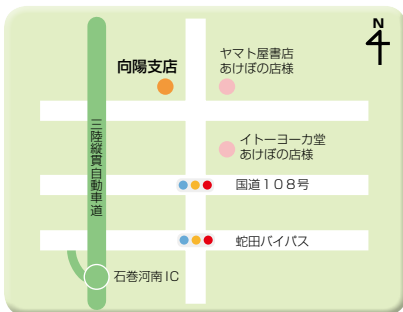 N
向陽支店
ヤマト屋書店
あけぼの店様
三陸縦貫自動車道
イトーヨーカ堂
あけぼの店様
国道108号
蛇田バイパス
石巻河南IC